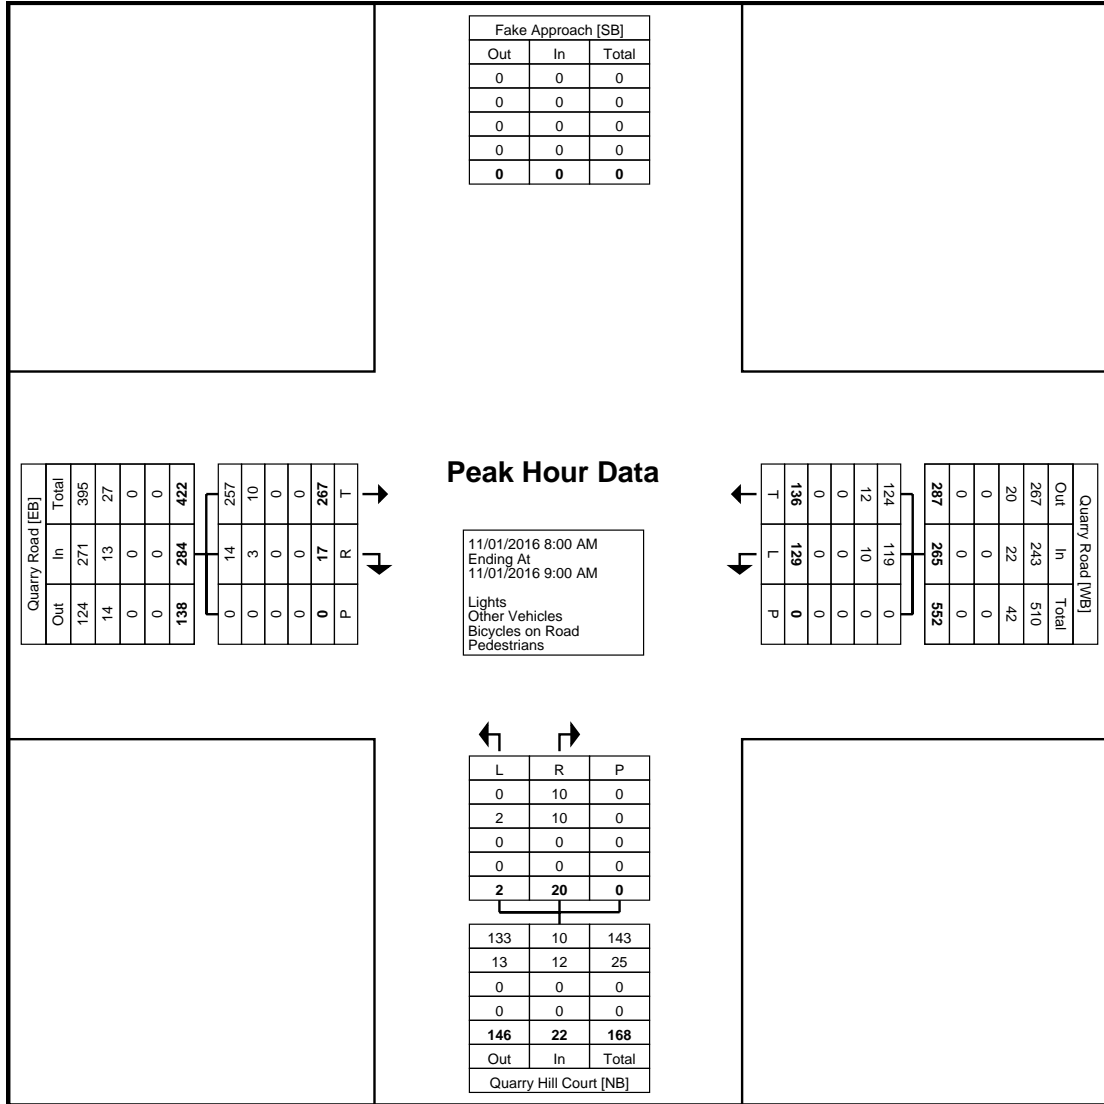 Fake Approach [SB]
Out In Total
0 0 0
0 0 0
0 0 0
0 0 0
0 0 0
Peak Hour Data
11/01/2016 8:00 AM
Ending At
11/01/2016 9:00 AM
Lights
Other Vehicles
Bicycles on Road
Pedestrians
Quarry Road [EB]
Total 395 27 0 0 422
In 271 13 0 0 284
Out 124 14 0 0 138
257 10 0 0 267 T
14 3 0 0 17 R
0 0 0 0 0 P
Quarry Road [WB]
Out In Total
267 243 510
20 22 42
0 0 0
0 0 0
287 265 552
124 119 0
12 10 0
0 0 0
0 0 0
136 129 0
T L P
L R P
0 10 0
2 10 0
0 0 0
0 0 0
2 20 0
133 10 143
13 12 25
0 0 0
0 0 0
146 22 168
Out In Total
Quarry Hill Court [NB]